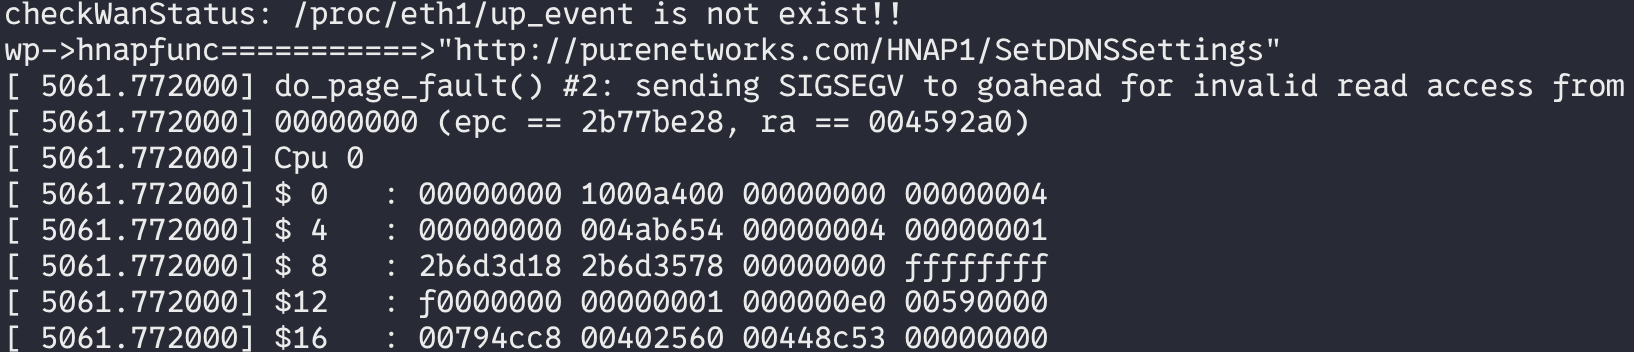 checkWanStatus: /proc/eth1/up_event is not exist!!
wp->hnapfunc===========>"http://purenetworks.com/HNAP1/SetDDNSSettings"
[ 5061.772000] do_page_fault() #2: sending SIGSEGV to goahead for invalid read access from
[ 5061.772000] 00000000 (epc == 2b77be28, ra == 004592a0)
[ 5061.772000] Cpu 0
[ 5061.772000] $ 0   : 00000000 1000a400 00000000 00000004
[ 5061.772000] $ 4   : 00000000 004ab654 00000004 00000001
[ 5061.772000] $ 8   : 2b6d3d18 2b6d3578 00000000 ffffffff
[ 5061.772000] $12   : f0000000 00000001 000000e0 00590000
[ 5061.772000] $16   : 00794cc8 00402560 00448c53 00000000